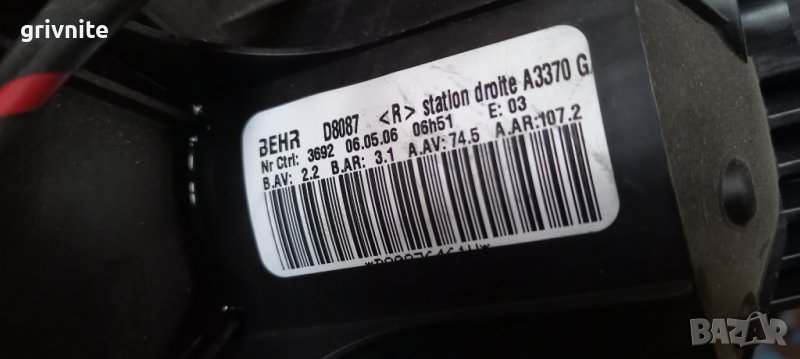 grivnite
BEHR D8087 <R> station droite A3370 G
Nr Ctrl: 3692 06.05.06 06h51 E: 03
B.AV: 2.2 B.AR: 3.1 A.AV: 74.5 A.AR:107.2
BAZAR